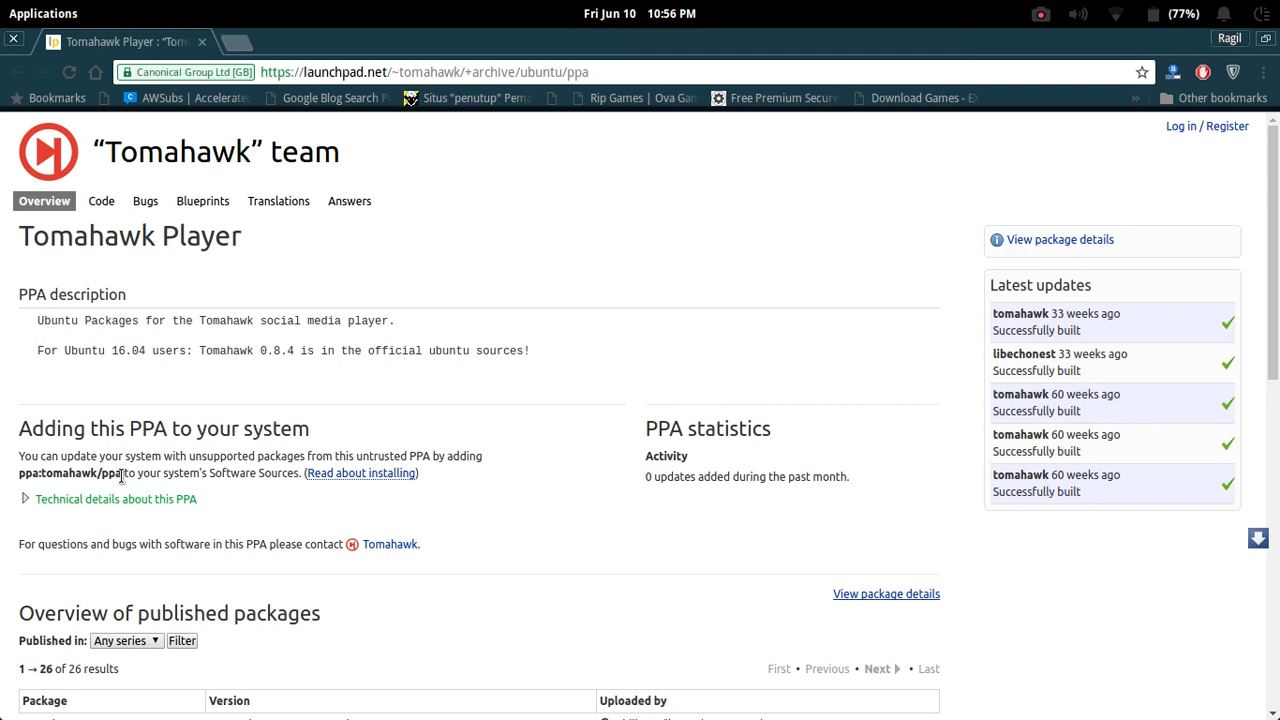 Applications
Fri Jun 10 10:56 PM
(77%)
Tomahawk Player : “Tom
Ragil
Canonical Group Ltd [GB]
https://launchpad.net/~tomahawk/+archive/ubuntu/ppa
Bookmarks
AWSubs | Accelerate
Google Blog Search P
Situs "penutup" Pem
Rip Games | Ova Ga
Free Premium Secure
Download Games - E
Other bookmarks
Log in / Register
“Tomahawk” team
Overview Code Bugs Blueprints Translations Answers
Tomahawk Player
View package details
PPA description
Ubuntu Packages for the Tomahawk social media player.
For Ubuntu 16.04 users: Tomahawk 0.8.4 is in the official ubuntu sources!
Latest updates
tomahawk 33 weeks ago
Successfully built
libechonest 33 weeks ago
Successfully built
tomahawk 60 weeks ago
Successfully built
tomahawk 60 weeks ago
Successfully built
tomahawk 60 weeks ago
Successfully built
Adding this PPA to your system
You can update your system with unsupported packages from this untrusted PPA by adding
ppa:tomahawk/ppa to your system's Software Sources. (Read about installing)
Technical details about this PPA
PPA statistics
Activity
0 updates added during the past month.
For questions and bugs with software in this PPA please contact Tomahawk.
View package details
Overview of published packages
Published in: Any series Filter
1 → 26 of 26 results
First • Previous • Next • Last
Package Version Uploaded by